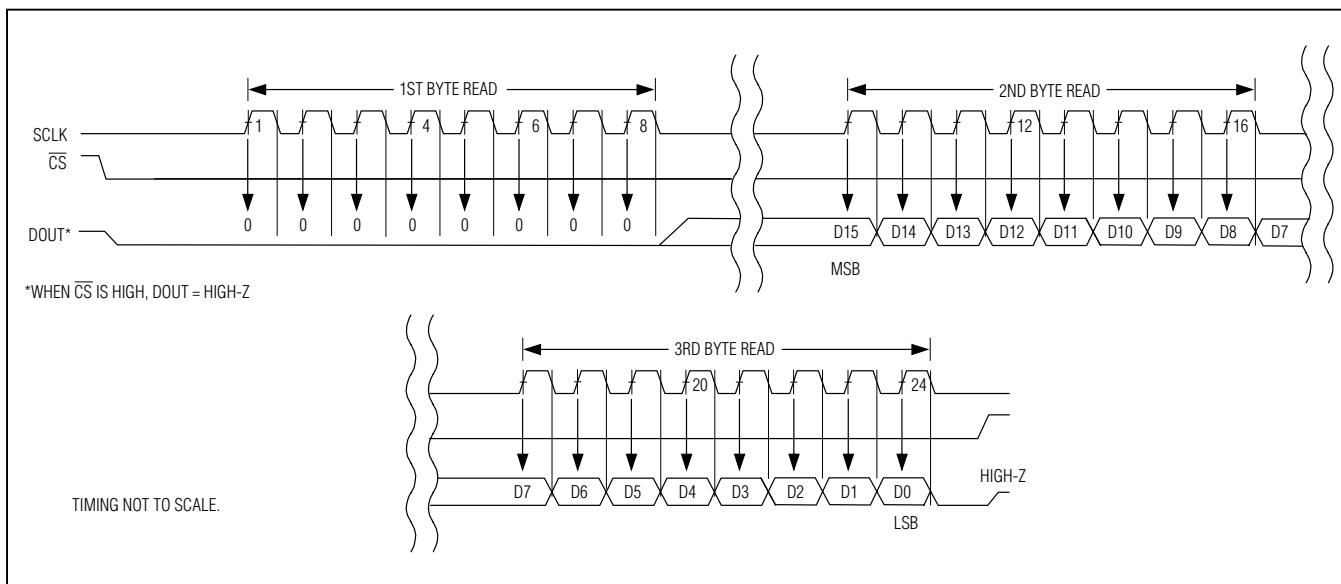 1ST BYTE READ
2ND BYTE READ
SCLK
1
4
6
8
12
16
CS
0 0 0 0 0 0 0 0
DOUT*
D15 D14 D13 D12 D11 D10 D9 D8 D7
MSB
*WHEN CS IS HIGH, DOUT = HIGH-Z
3RD BYTE READ
20
24
HIGH-Z
D7 D6 D5 D4 D3 D2 D1 D0
TIMING NOT TO SCALE.
LSB